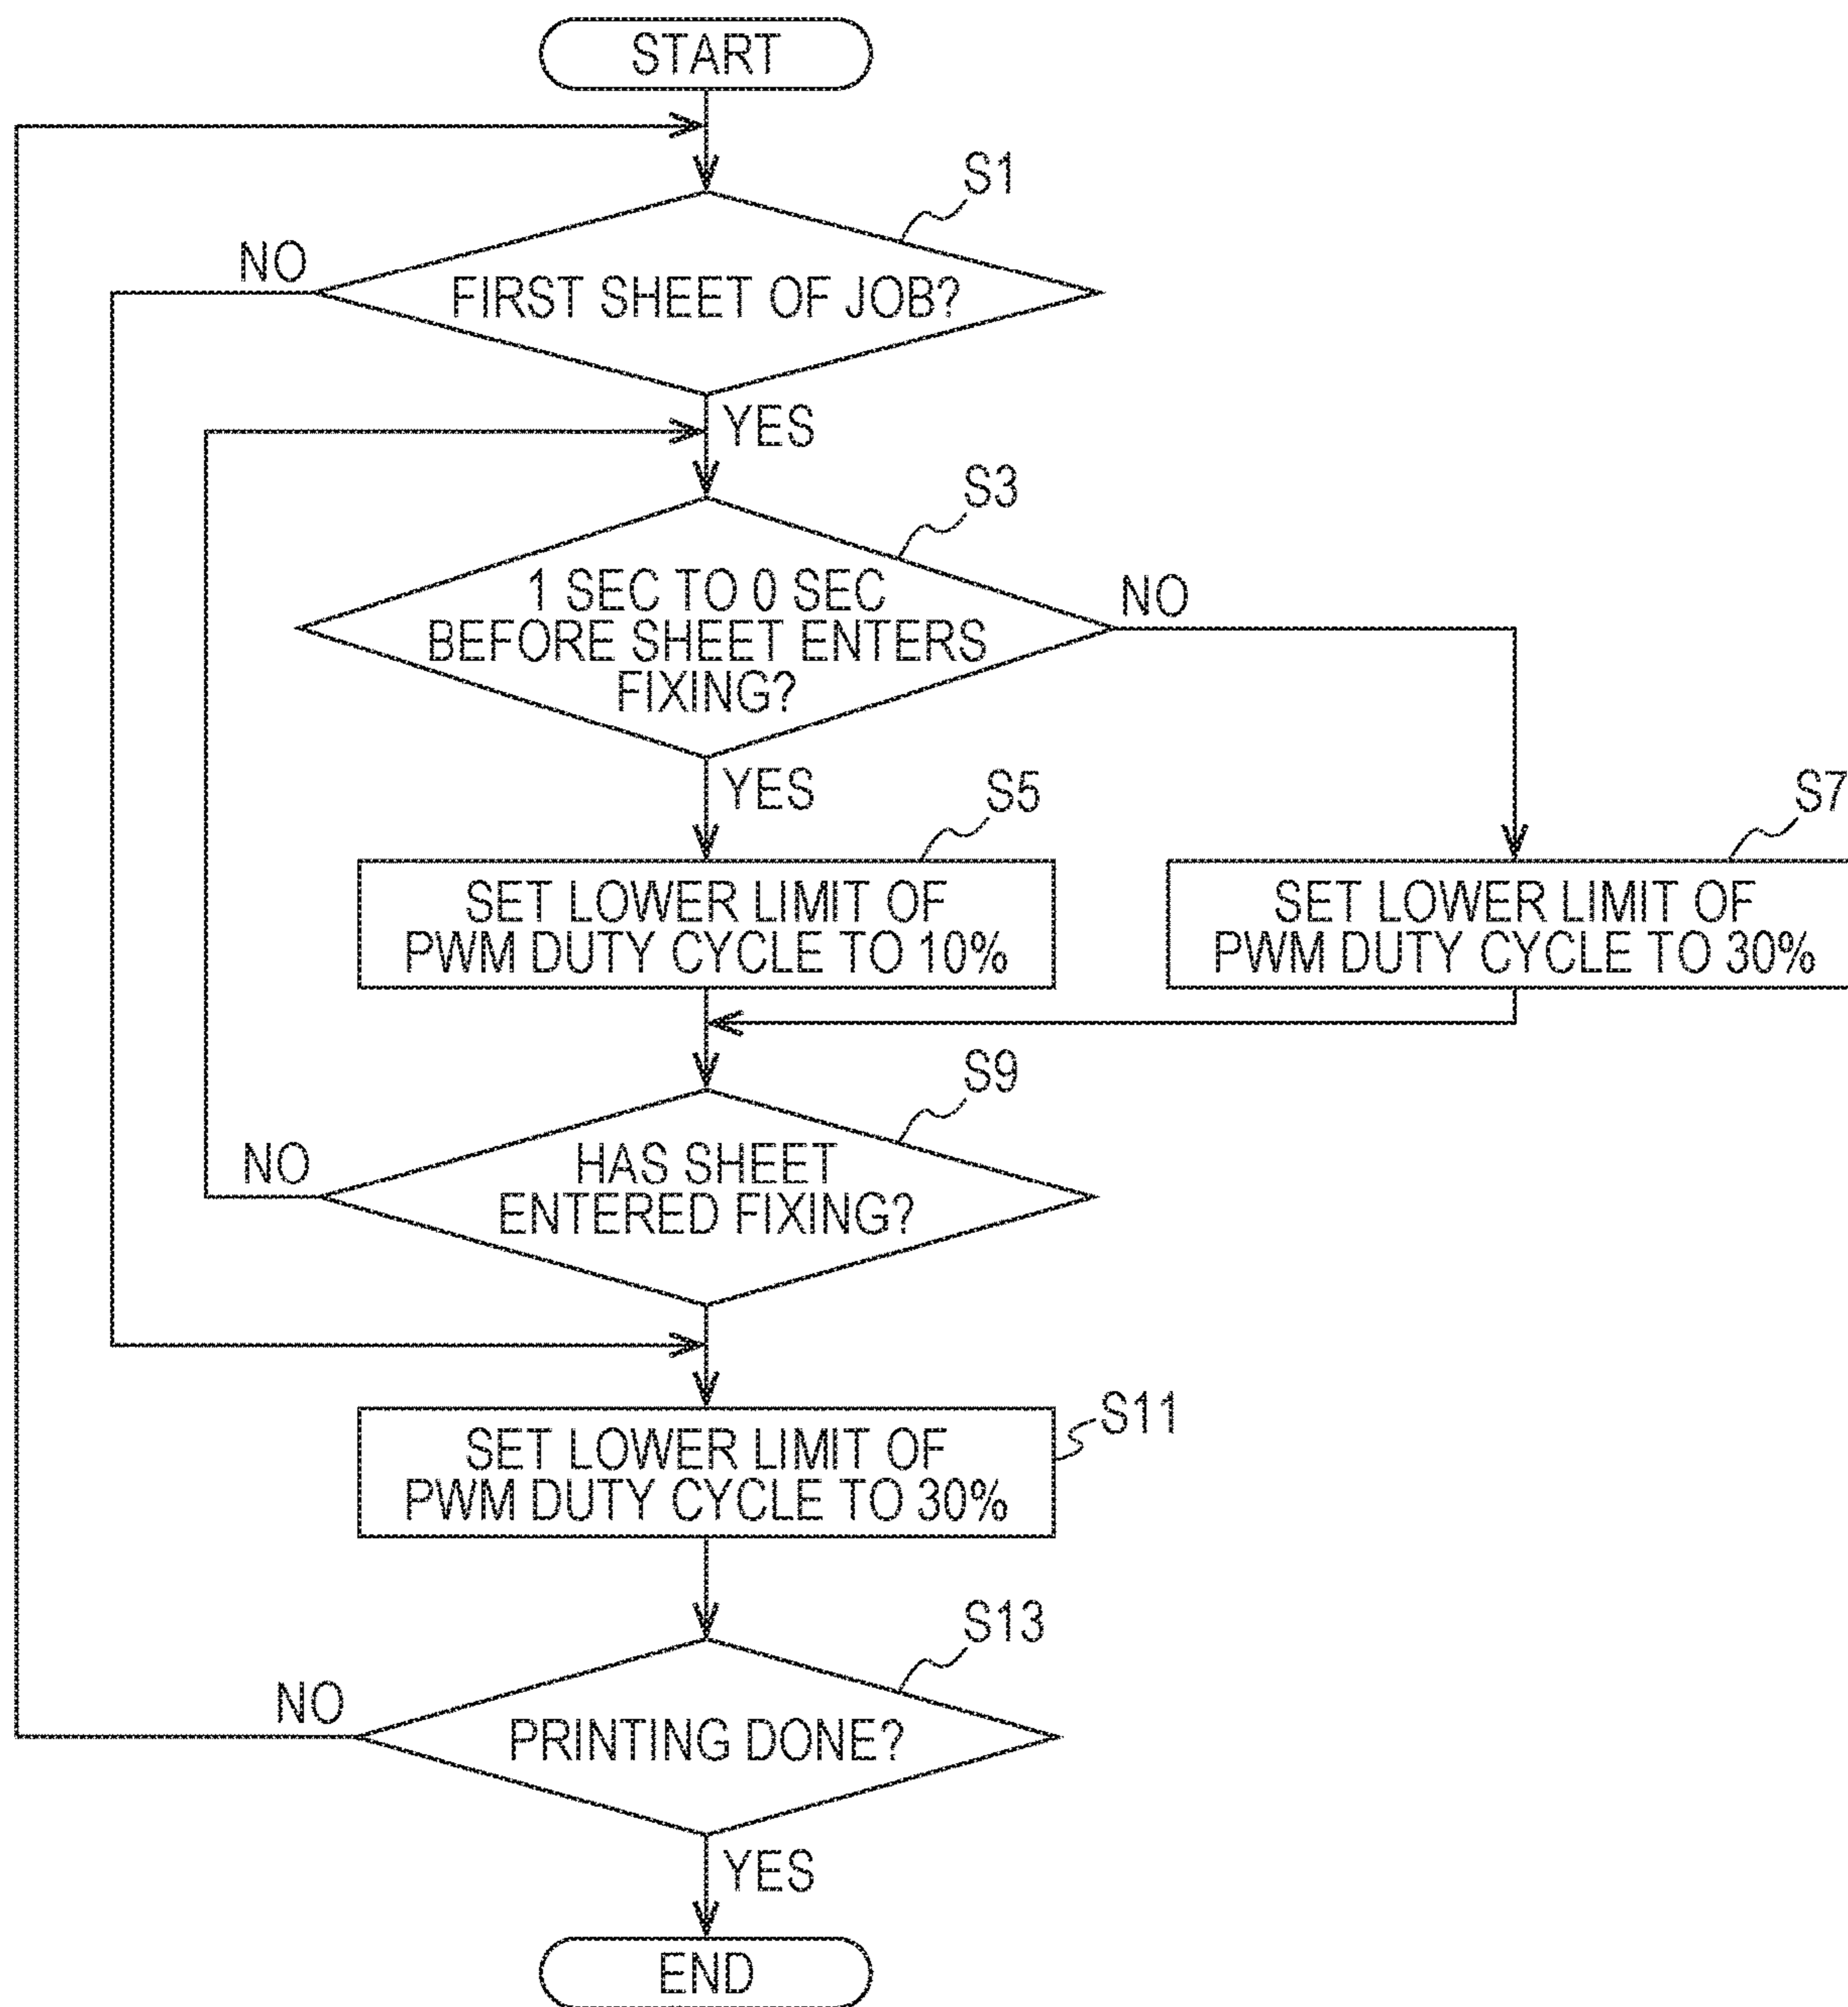 START
S1
NO
FIRST SHEET OF JOB?
YES
S3
1 SEC TO 0 SEC
BEFORE SHEET ENTERS
FIXING?
NO
YES
S5
S7
SET LOWER LIMIT OF
PWM DUTY CYCLE TO 10%
SET LOWER LIMIT OF
PWM DUTY CYCLE TO 30%
S9
NO
HAS SHEET
ENTERED FIXING?
S11
SET LOWER LIMIT OF
PWM DUTY CYCLE TO 30%
S13
NO
PRINTING DONE?
YES
END